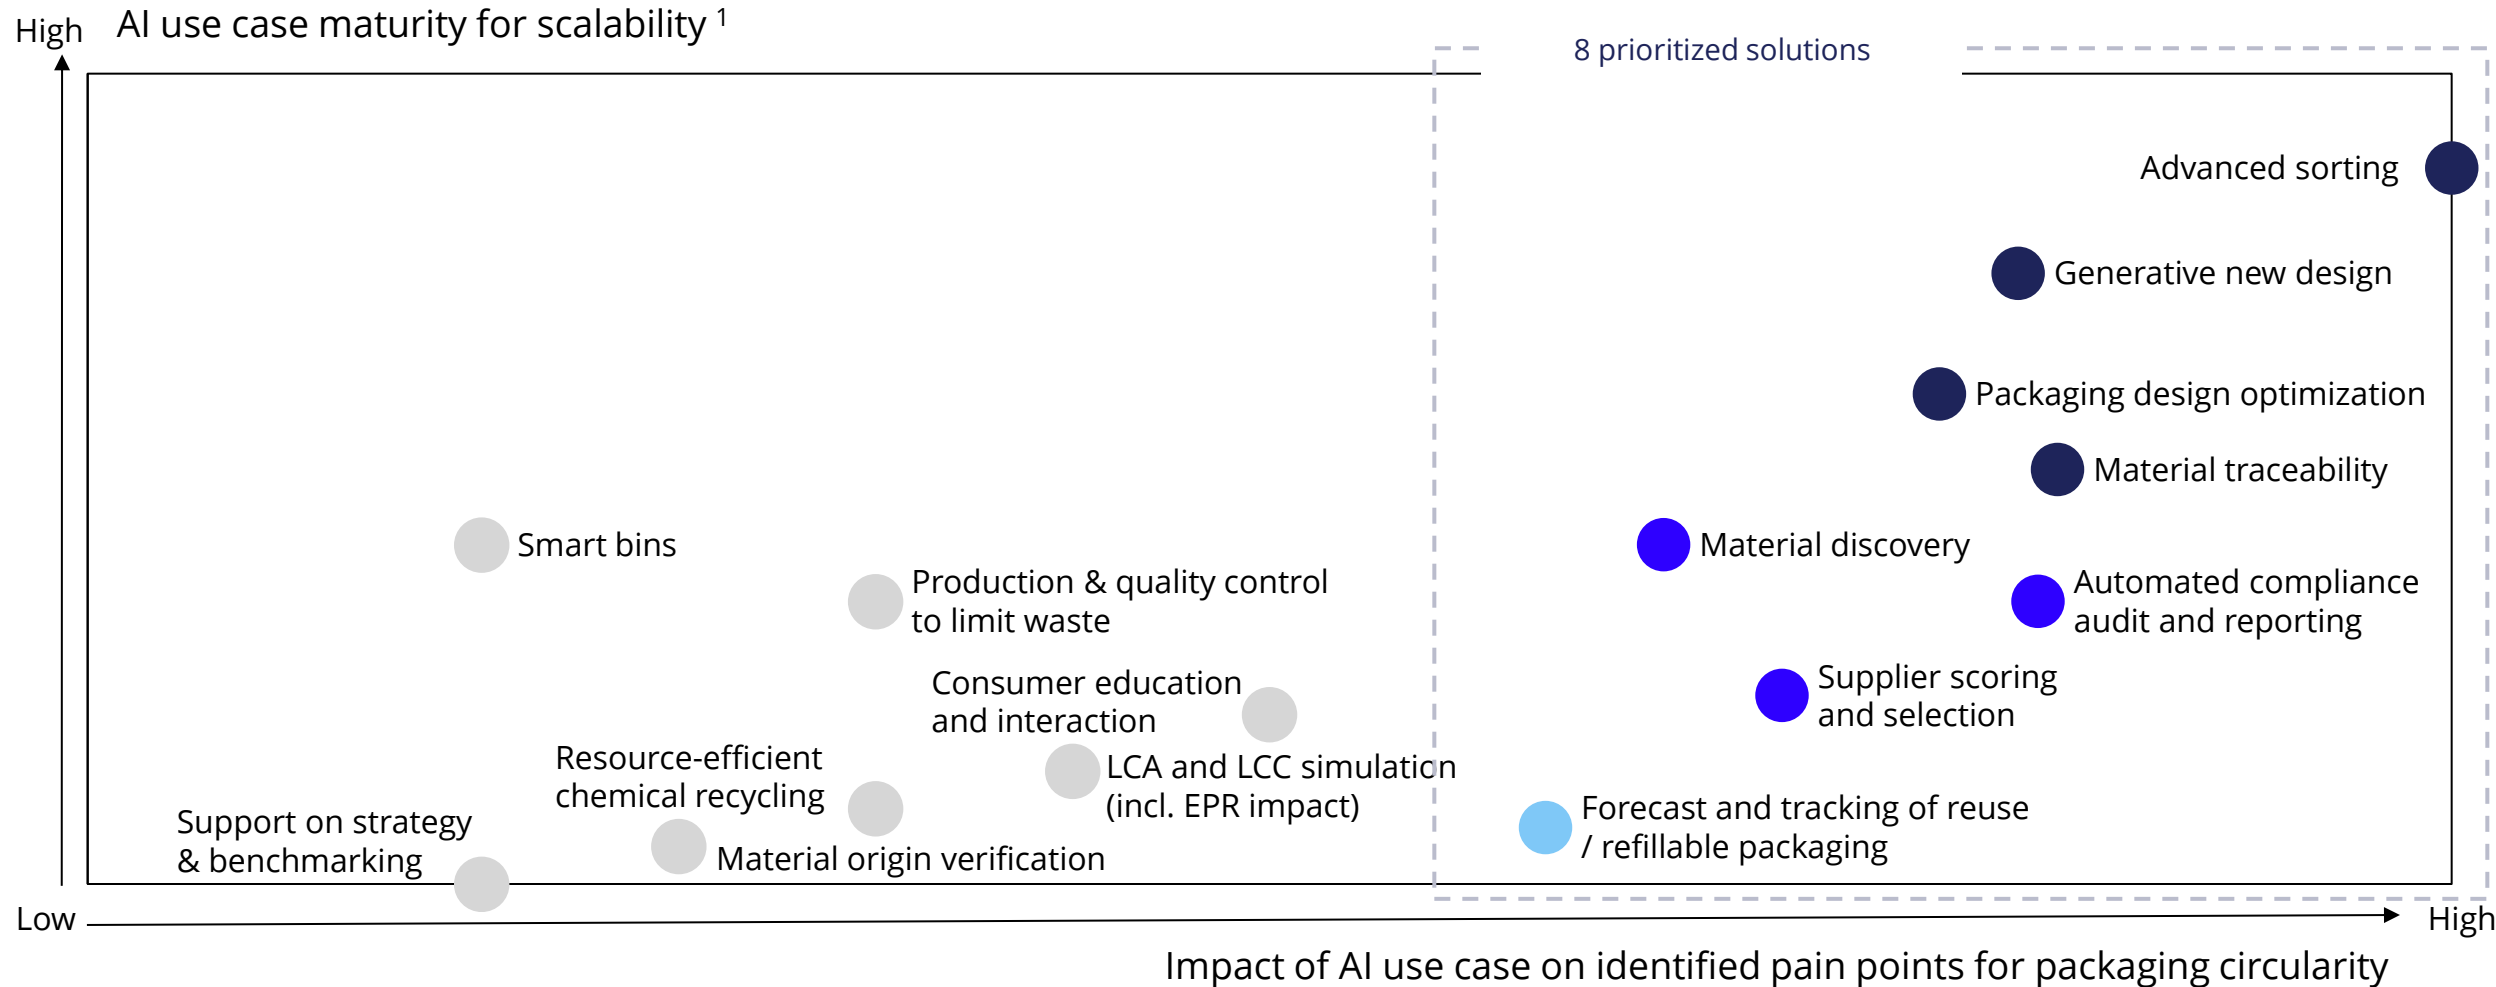 AI use case maturity for scalability 1
High
8 prioritized solutions
Advanced sorting
Generative new design
Packaging design optimization
Material traceability
Smart bins
Material discovery
Production & quality control
to limit waste
Automated compliance
audit and reporting
Consumer education
and interaction
Supplier scoring
and selection
Resource-efficient
chemical recycling
LCA and LCC simulation
(incl. EPR impact)
Support on strategy
& benchmarking
Material origin verification
Forecast and tracking of reuse
/ refillable packaging
Low
High
Impact of AI use case on identified pain points for packaging circularity